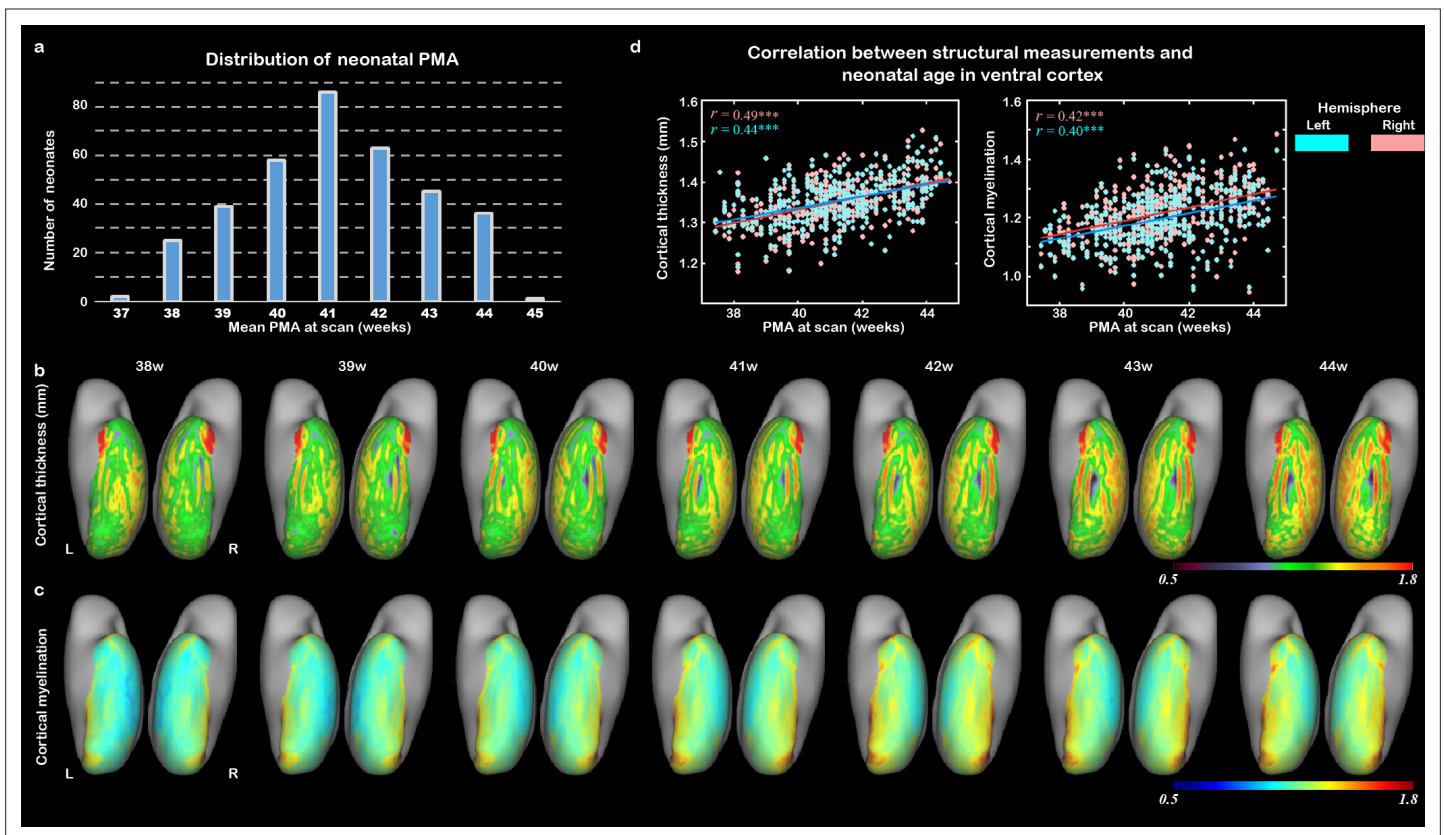 a
Distribution of neonatal PMA
Number of neonates
80
60
40
20
0
37 38 39 40 41 42 43 44 45
Mean PMA at scan (weeks)
d
Correlation between structural measurements and
neonatal age in ventral cortex
Cortical thickness (mm)
1.6
1.5
1.4
1.3
1.2
r = 0.49***
r = 0.44***
38 40 42 44
PMA at scan (weeks)
Cortical myelination
1.6
1.4
1.2
1.0
r = 0.42***
r = 0.40***
38 40 42 44
PMA at scan (weeks)
Hemisphere
Left Right
b
38w 39w 40w 41w 42w 43w 44w
Cortical thickness (mm)
L R
0.5 1.8
c
Cortical myelination
L R
0.5 1.8